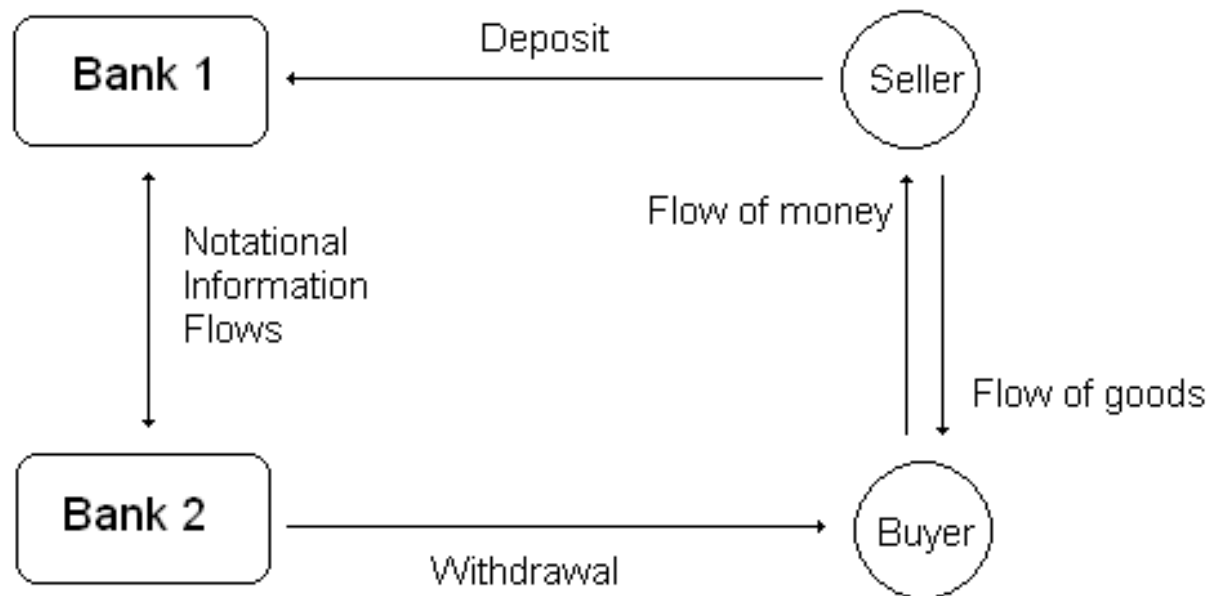 Deposit
Bank 1
Seller
Flow of money
Notational
Information
Flows
Flow of goods
Bank 2
Buyer
Withdrawal